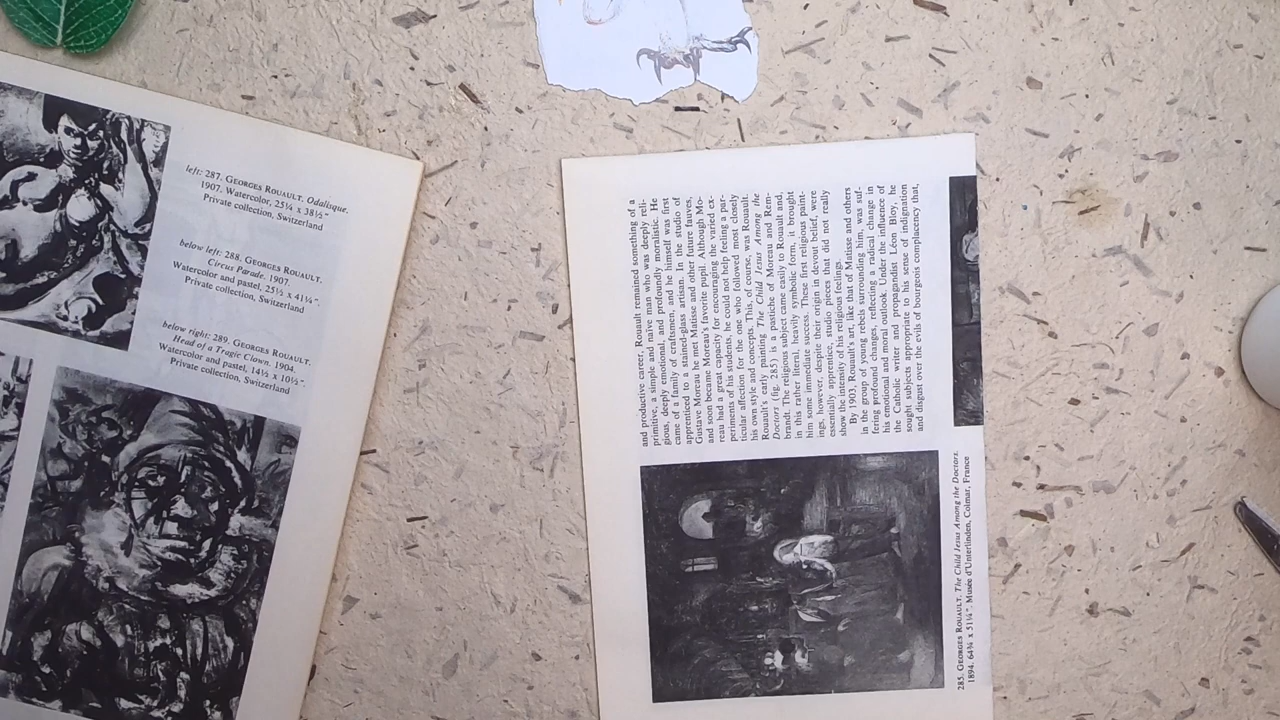 left: 287. GEORGES ROUAULT. Odalisque.
1907. Watercolor, 25¼ x 38½".
Private collection, Switzerland
below left: 288. GEORGES ROUAULT.
Circus Parade. 1907.
Watercolor and pastel, 25½ x 41¼".
Private collection, Switzerland
below right: 289. GEORGES ROUAULT.
Head of a Tragic Clown. 1904.
Watercolor and pastel, 14½ x 10½".
Private collection, Switzerland
and productive career, Rouault remained something of a
primitive, a simple and naive man who was deeply reli-
gious, deeply emotional, and profoundly moralistic. He
came of a family of craftsmen, and he himself was first
apprenticed to a stained-glass artisan. In the studio of
Gustave Moreau he met Matisse and other future fauves,
and soon became Moreau's favorite pupil. Although Mo-
reau had a great capacity for encouraging the varied ex-
periments of his students, he could not help feeling a par-
ticular affection for the one who followed most closely
his own style and concepts. This, of course, was Rouault.
Rouault's early painting The Child Jesus Among the
Doctors (fig. 285) is a pastiche of Moreau and Rem-
brandt. The religious subject came easily to Rouault and,
in this rather literal, heavily symbolic form, it brought
him some immediate success. These first religious paint-
ings, however, despite their origin in devout belief, were
essentially apprentice, studio pieces that did not really
show the intensity of his religious feelings.
By 1903, Rouault's art, like that of Matisse and others
in the group of young rebels surrounding him, was suf-
fering profound changes, reflecting a radical change in
his emotional and moral outlook. Under the influence of
the Catholic writer and propagandist Léon Bloy, he
sought subjects appropriate to his sense of indignation
and disgust over the evils of bourgeois complacency that,
285. GEORGES ROUAULT. The Child Jesus Among the Doctors.
1894. 64¾ x 51¼". Musée d'Unterlinden, Colmar, France